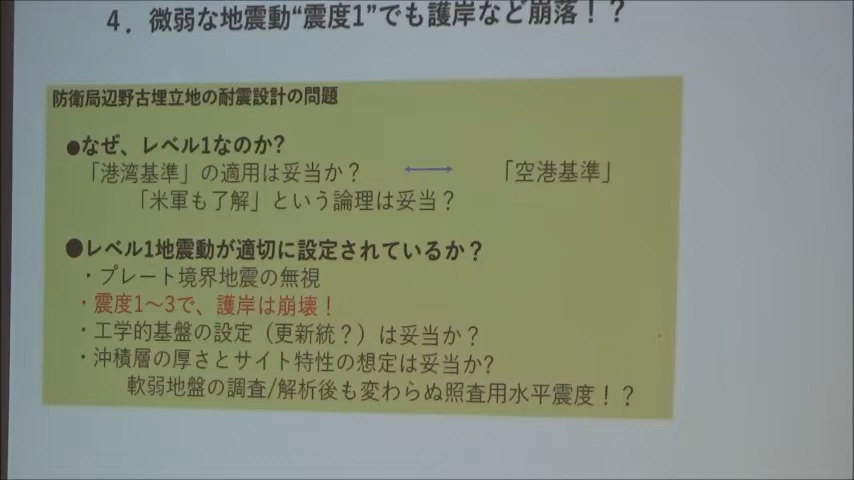 4．微弱な地震動“震度1”でも護岸など崩落！？
防衛局辺野古埋立地の耐震設計の問題
●なぜ、レベル1なのか?
「港湾基準」の適用は妥当か？ ⟷ 「空港基準」
「米軍も了解」という論理は妥当？
●レベル1地震動が適切に設定されているか？
・プレート境界地震の無視
・震度1～3で、護岸は崩壊！
・工学的基盤の設定（更新統？）は妥当か？
・沖積層の厚さとサイト特性の想定は妥当か?
軟弱地盤の調査/解析後も変わらぬ照査用水平震度！？